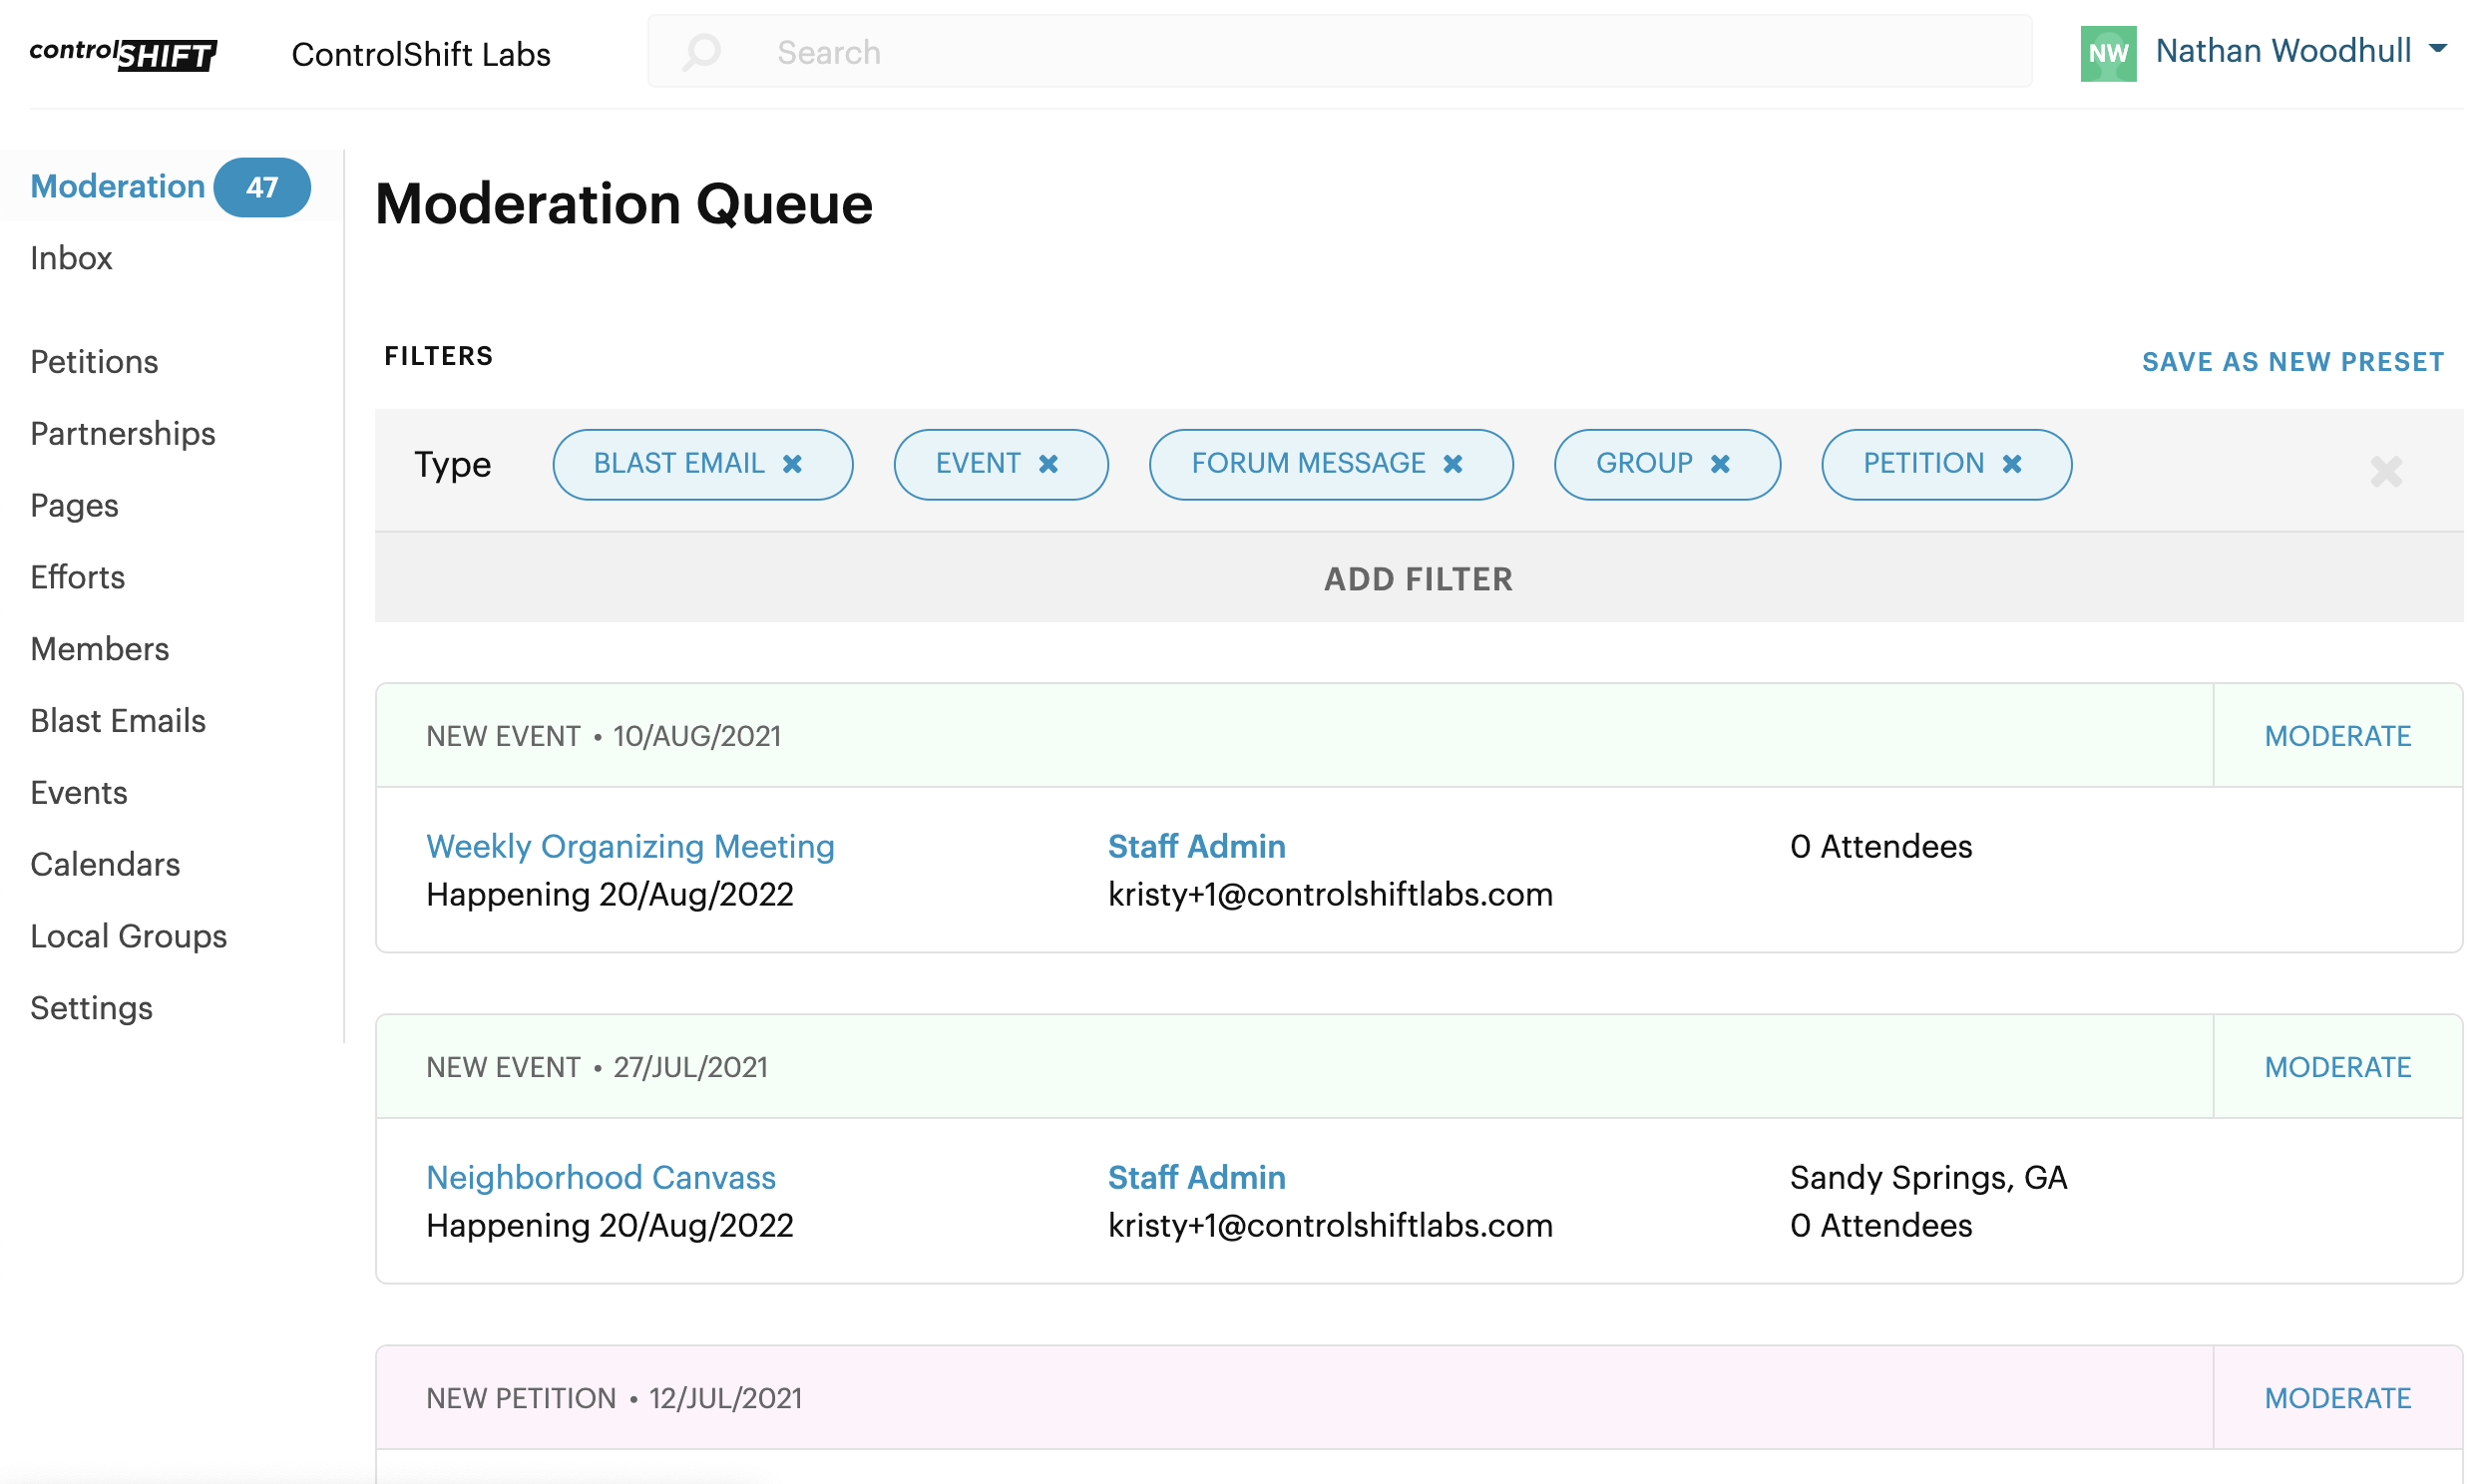 controlSHIFT
ControlShift Labs
Search
NW
Nathan Woodhull
Moderation 47
Inbox
Petitions
Partnerships
Pages
Efforts
Members
Blast Emails
Events
Calendars
Local Groups
Settings
Moderation Queue
FILTERS
SAVE AS NEW PRESET
Type BLAST EMAIL EVENT FORUM MESSAGE GROUP PETITION
ADD FILTER
NEW EVENT • 10/AUG/2021 MODERATE
Weekly Organizing Meeting
Happening 20/Aug/2022
Staff Admin
kristy+1@controlshiftlabs.com
0 Attendees
NEW EVENT • 27/JUL/2021 MODERATE
Neighborhood Canvass
Happening 20/Aug/2022
Staff Admin
kristy+1@controlshiftlabs.com
Sandy Springs, GA
0 Attendees
NEW PETITION • 12/JUL/2021 MODERATE